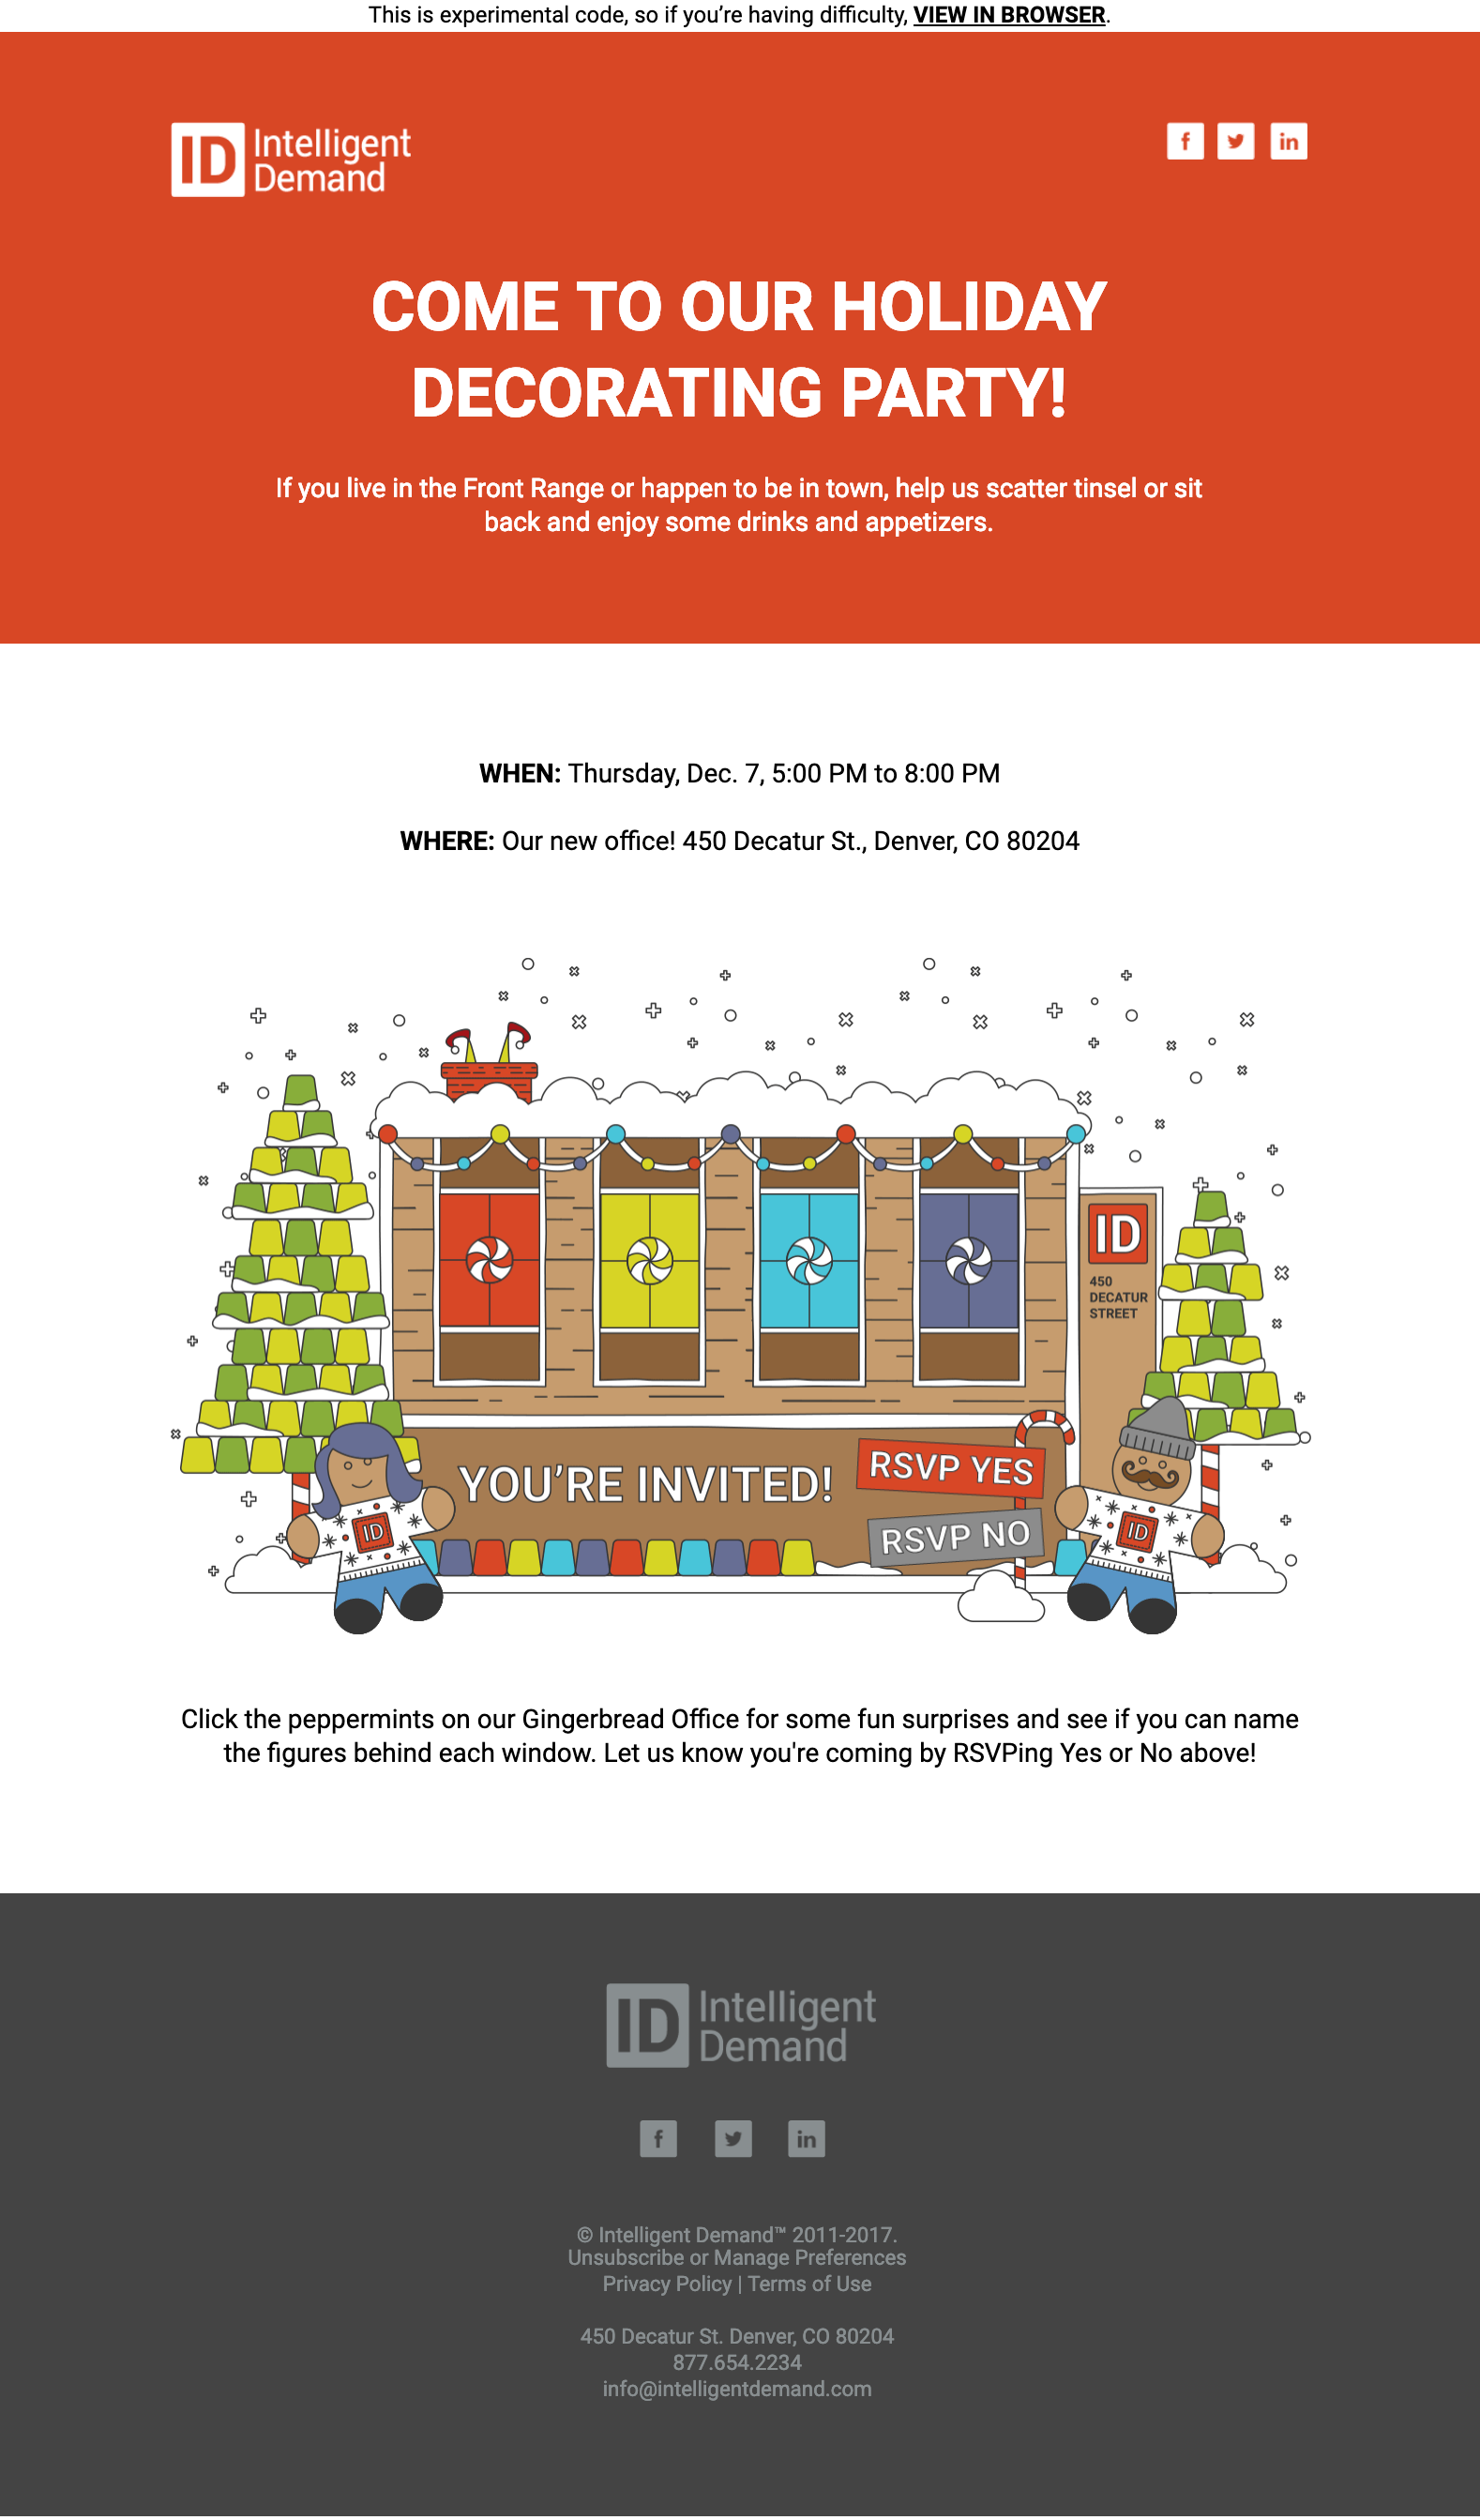 This is experimental code, so if you’re having difficulty, VIEW IN BROWSER.
ID Intelligent
Demand
f in
COME TO OUR HOLIDAY
DECORATING PARTY!
If you live in the Front Range or happen to be in town, help us scatter tinsel or sit
back and enjoy some drinks and appetizers.
WHEN: Thursday, Dec. 7, 5:00 PM to 8:00 PM
WHERE: Our new office! 450 Decatur St., Denver, CO 80204
ID
450
DECATUR
STREET
YOU’RE INVITED!
RSVP YES
RSVP NO
ID
ID
Click the peppermints on our Gingerbread Office for some fun surprises and see if you can name
the figures behind each window. Let us know you're coming by RSVPing Yes or No above!
ID Intelligent
Demand
f in
© Intelligent Demand™ 2011-2017.
Unsubscribe or Manage Preferences
Privacy Policy | Terms of Use
450 Decatur St. Denver, CO 80204
877.654.2234
info@intelligentdemand.com